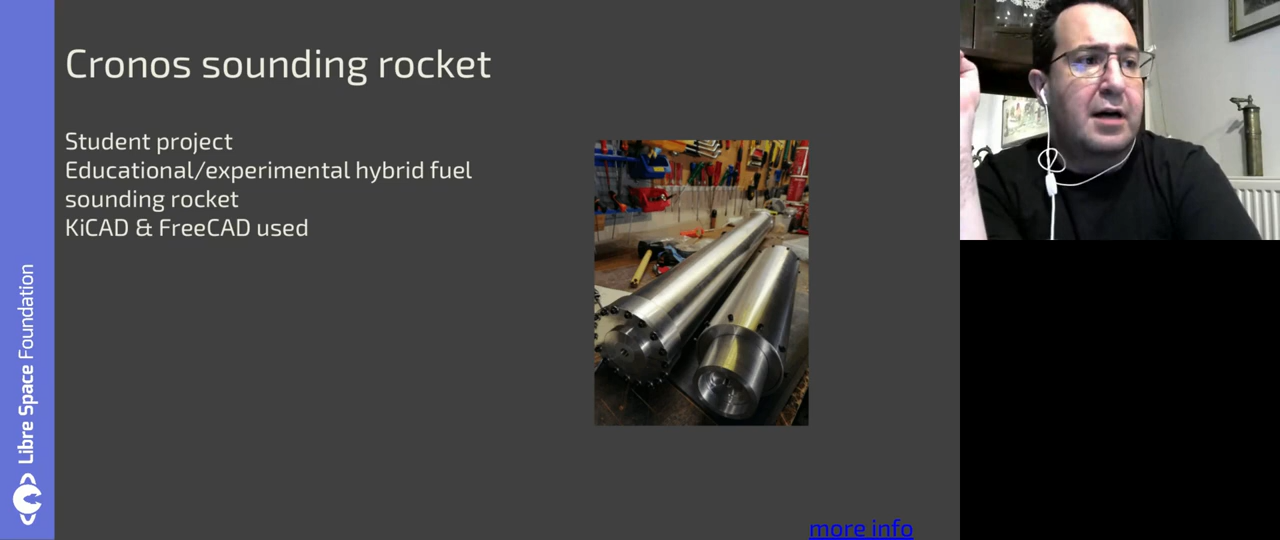 Cronos sounding rocket
Student project
Educational/experimental hybrid fuel
sounding rocket
KiCAD & FreeCAD used
more info
Libre Space Foundation